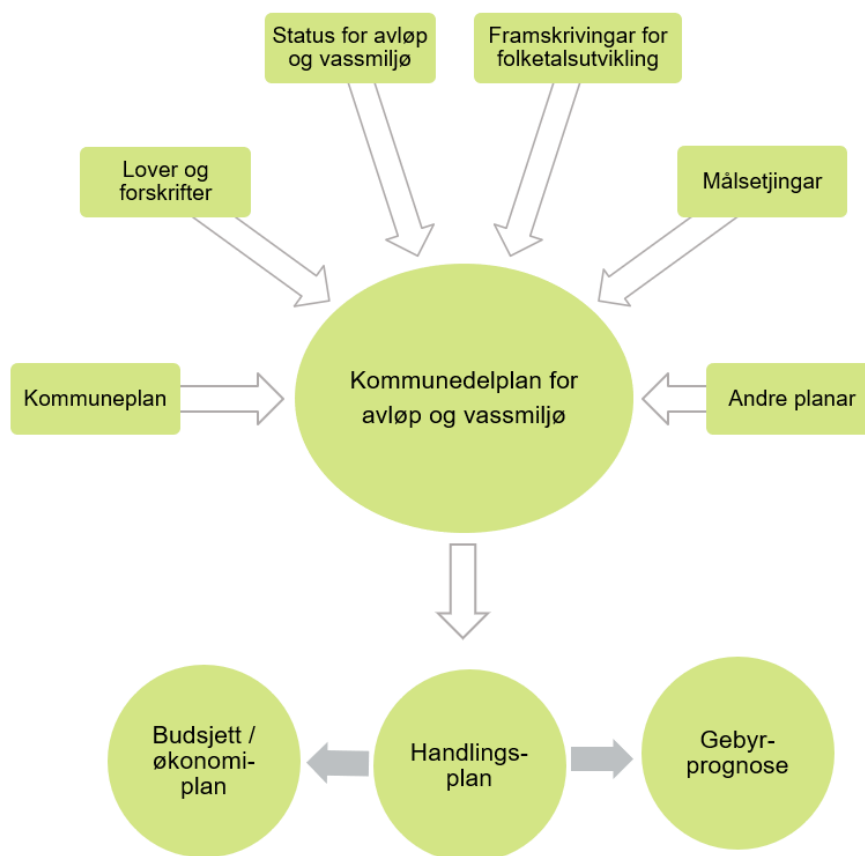 Status for avløp
og vassmiljø
Framskrivingar for
folketalsutvikling
Lover og
forskrifter
Målsetjingar
Kommuneplan
Kommunedelplan for
avløp og vassmiljø
Andre planar
Budsjett /
økonomi-
plan
Handlings-
plan
Gebyr-
prognose